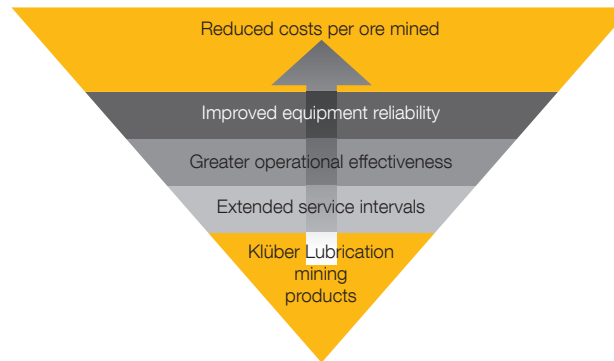 Reduced costs per ore mined
Improved equipment reliability
Greater operational effectiveness
Extended service intervals
Klüber Lubrication
mining
products